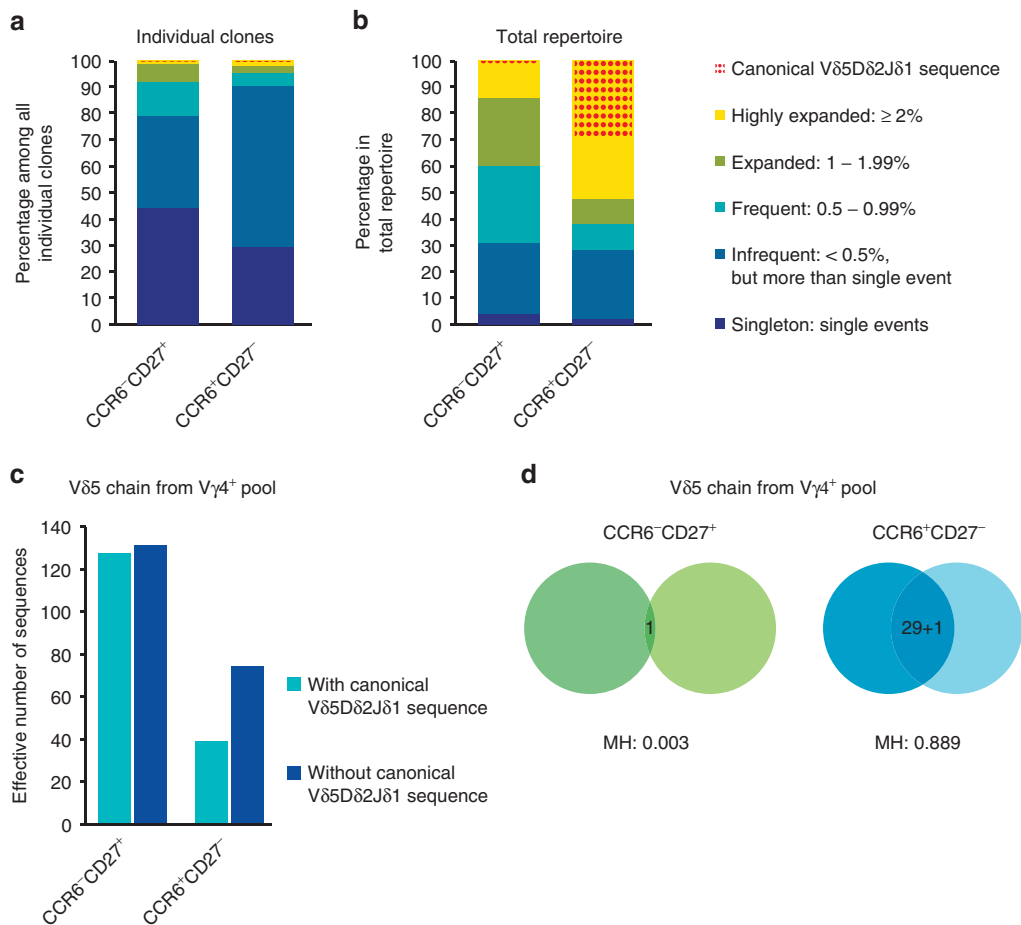 a
Individual clones
Percentage among all
individual clones
100
90
80
70
60
50
40
30
20
10
0
CCR6⁻CD27⁺
CCR6⁺CD27⁻
b
Total repertoire
Percentage in
total repertoire
100
90
80
70
60
50
40
30
20
10
0
CCR6⁻CD27⁺
CCR6⁺CD27⁻
Canonical Vδ5Dδ2Jδ1 sequence
Highly expanded: ≥ 2%
Expanded: 1 – 1.99%
Frequent: 0.5 – 0.99%
Infrequent: < 0.5%,
but more than single event
Singleton: single events
c
Vδ5 chain from Vγ4⁺ pool
Effective number of sequences
140
120
100
80
60
40
20
0
CCR6⁻CD27⁺
CCR6⁺CD27⁻
With canonical
Vδ5Dδ2Jδ1 sequence
Without canonical
Vδ5Dδ2Jδ1 sequence
d
Vδ5 chain from Vγ4⁺ pool
CCR6⁻CD27⁺
CCR6⁺CD27⁻
1
29+1
MH: 0.003
MH: 0.889